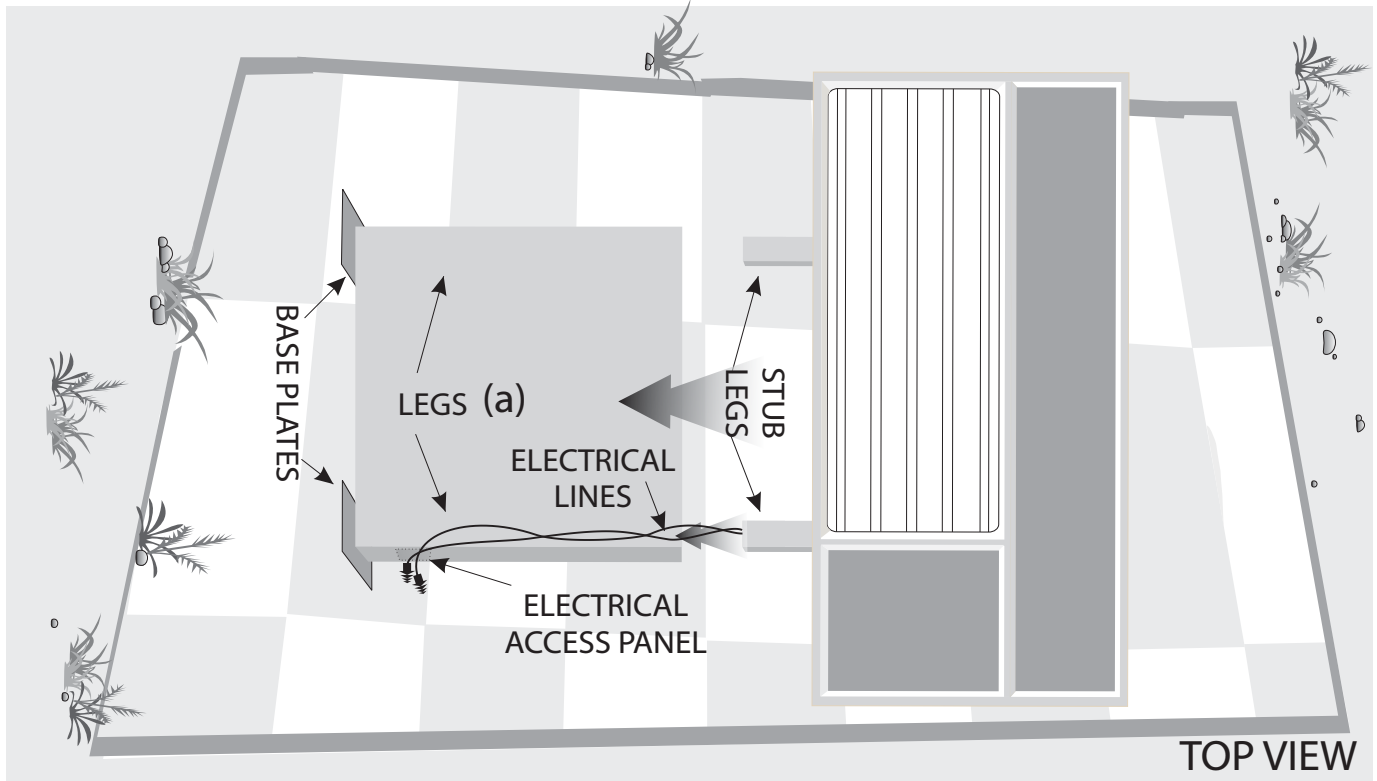 BASE PLATES
LEGS (a)
STUB
LEGS
ELECTRICAL
LINES
ELECTRICAL
ACCESS PANEL
TOP VIEW